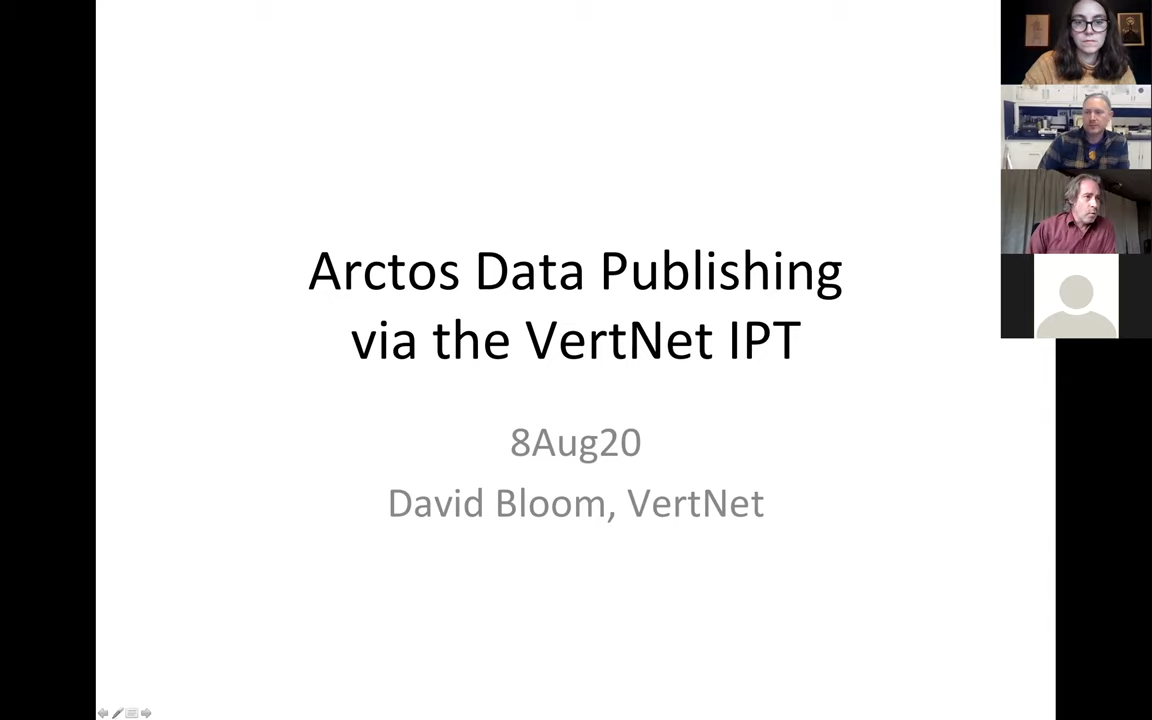 Arctos Data Publishing
via the VertNet IPT
8Aug20
David Bloom, VertNet